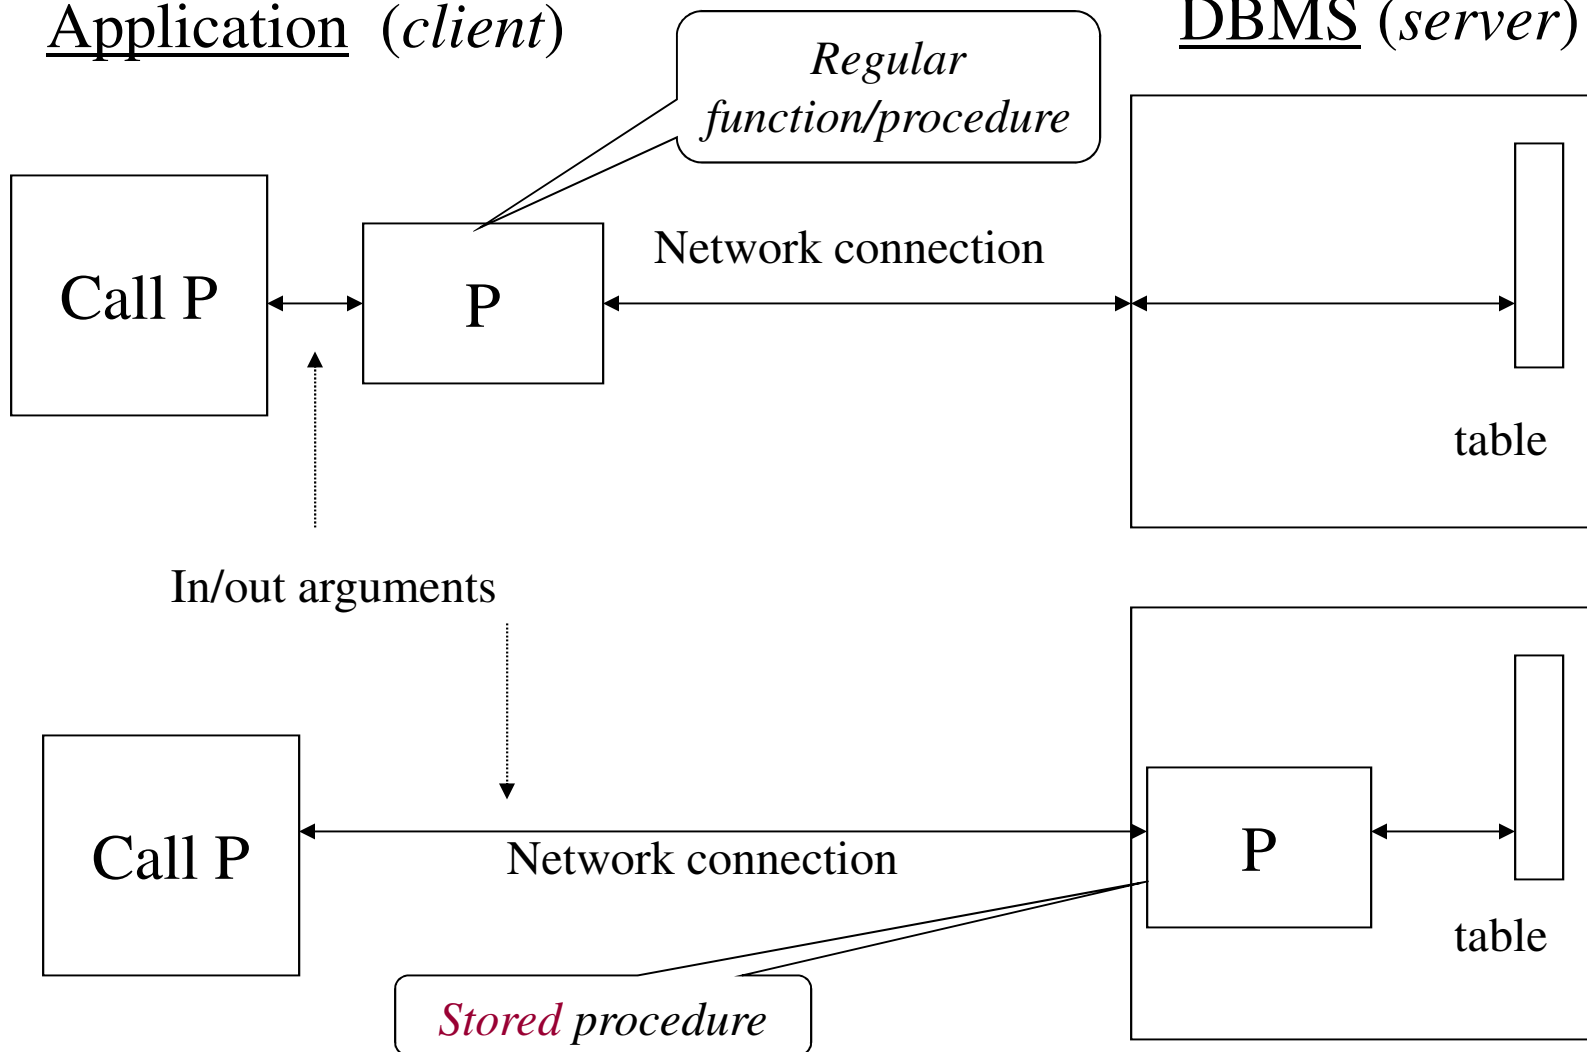 Application (client)
DBMS (server)
Regular
function/procedure
Network connection
Call P
P
table
In/out arguments
Call P
Network connection
P
table
Stored procedure